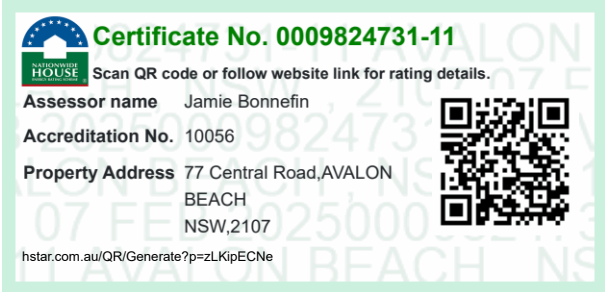 Certificate No. 0009824731-11
NATIONWIDE
HOUSE
ENERGY RATING SCHEME
Scan QR code or follow website link for rating details.
Assessor name Jamie Bonnefin
Accreditation No. 10056
Property Address 77 Central Road,AVALON
BEACH
NSW,2107
hstar.com.au/QR/Generate?p=zLKipECNe